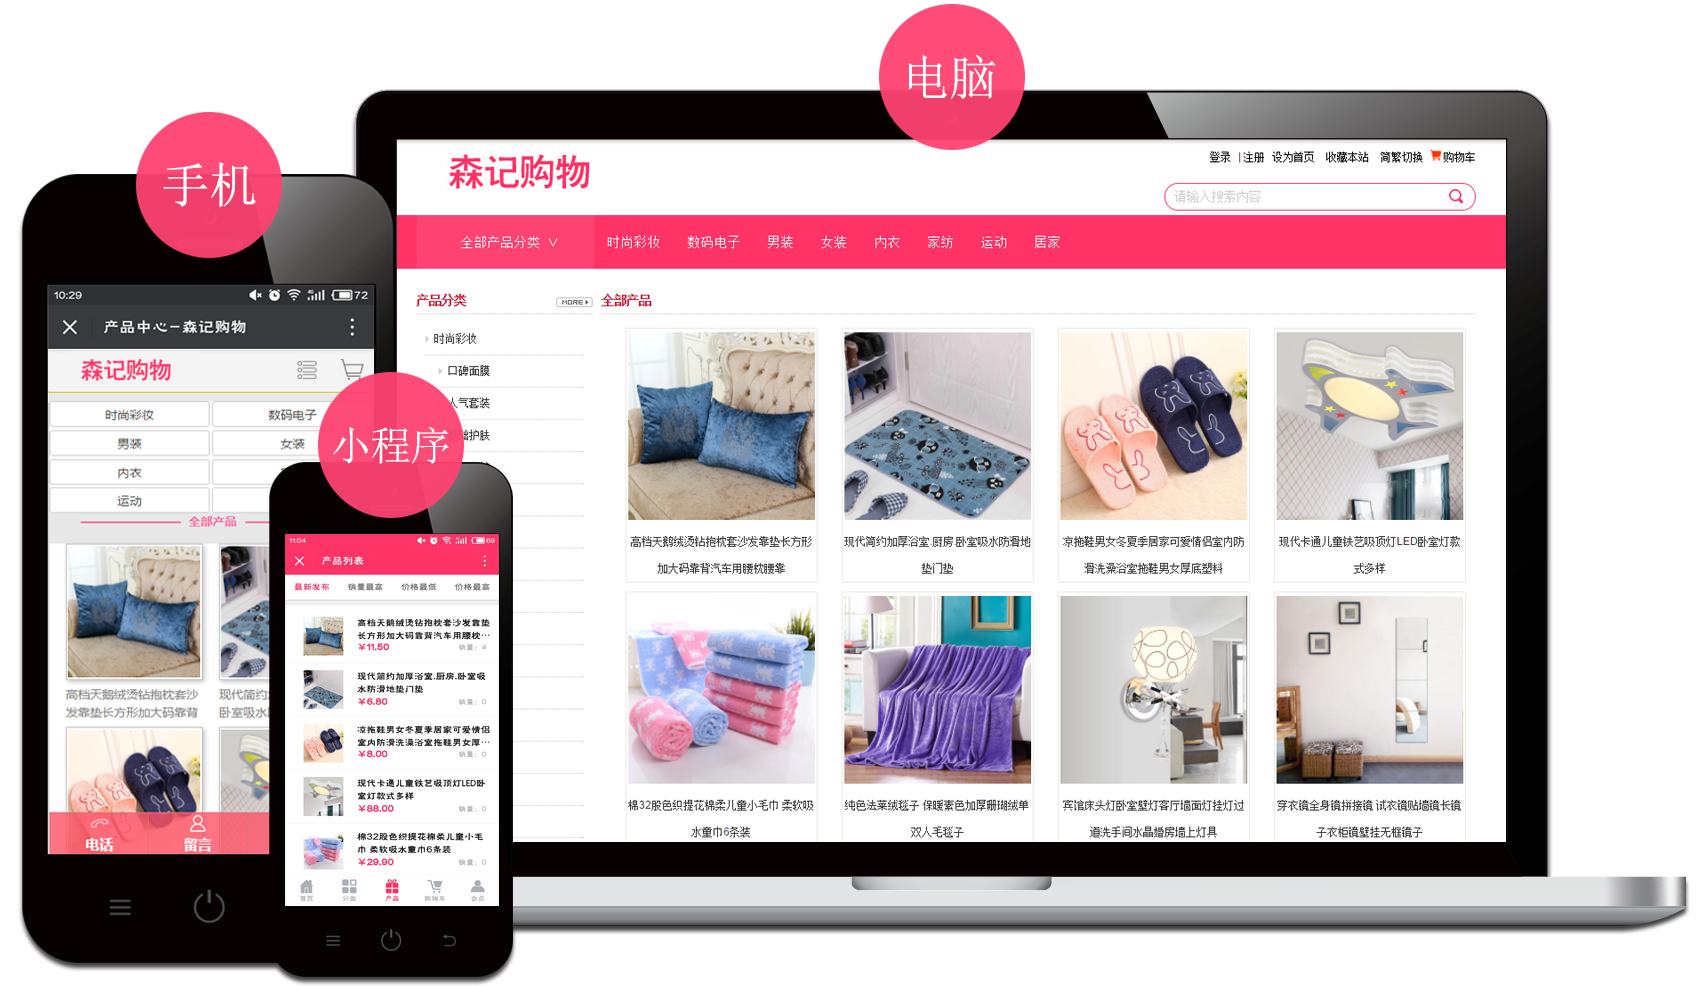 电脑
手机
小程序
森记购物
登录 |注册 设为首页 收藏本站 简繁切换 购物车
请输入搜索内容
全部产品分类 时尚彩妆 数码电子 男装 女装 内衣 家纺 运动 居家
产品分类 MORE 全部产品
时尚彩妆
口碑面膜
人气套装
护肤
高档天鹅绒烫钻抱枕套沙发靠垫长方形
加大码靠背汽车用腰枕腰靠
现代简约加厚浴室.厨房.卧室吸水防滑地
垫门垫
凉拖鞋男女冬夏季居家可爱情侣室内防
滑洗澡浴室拖鞋男女厚底塑料
现代卡通儿童铁艺吸顶灯LED卧室灯款
式多样
棉32股色织提花棉柔儿童小毛巾 柔软吸
水童巾6条装
纯色法莱绒毯子 保暖素色加厚珊瑚绒单
双人毛毯子
宾馆床头灯卧室壁灯客厅墙面灯挂灯过
道洗手间水晶婚房墙上灯具
穿衣镜全身镜拼接镜 试衣镜贴墙镜长镜
子衣柜镜壁挂无框镜子
10:29 72
产品中心-森记购物
森记购物
时尚彩妆 数码电子
男装 女装
内衣
运动
全部产品
高档天鹅绒烫钻抱枕套沙
发靠垫长方形加大码靠背
现代简约
卧室吸水
电话 留言
11:04 69
产品列表
最新发布 销量最高 价格最低 价格最高
高档天鹅绒烫钻抱枕套沙发靠垫
长方形加大码靠背汽车用腰枕…
￥11.50 销量：4
现代简约加厚浴室.厨房.卧室吸
水防滑地垫门垫
￥6.80 销量：0
凉拖鞋男女冬夏季居家可爱情侣
室内防滑洗澡浴室拖鞋男女厚…
￥8.00 销量：0
现代卡通儿童铁艺吸顶灯LED卧
室灯款式多样
￥88.00 销量：0
棉32股色织提花棉柔儿童小毛
巾 柔软吸水童巾6条装
￥29.90 销量：0
首页 分类 产品 购物车 会员